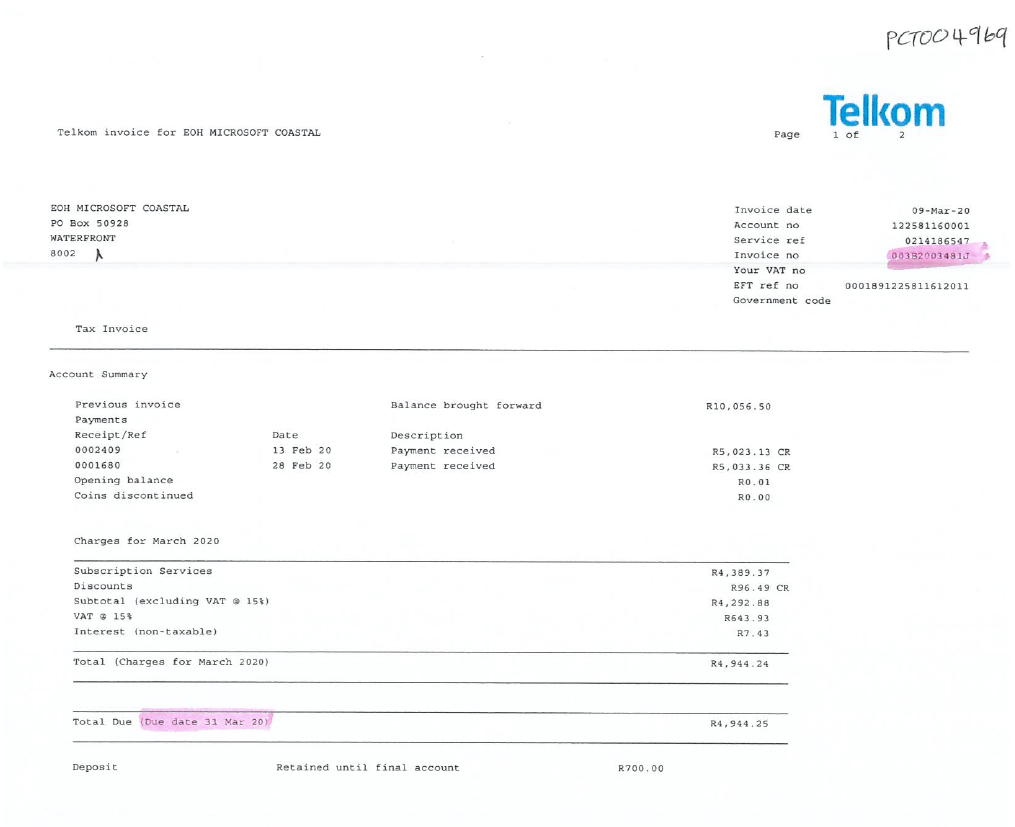 PCT004969
Telkom
Telkom invoice for EOH MICROSOFT COASTAL
Page 1 of 2
EOH MICROSOFT COASTAL
PO Box 50928
WATERFRONT
8002
Invoice date 09-Mar-20
Account no 122581160001
Service ref 0214186547
Invoice no 003B2003481J
Your VAT no
EFT ref no 0001891225811612011
Government code
Tax Invoice
Account Summary
Previous invoice Balance brought forward R10,056.50
Payments
Receipt/Ref Date Description
0002409 13 Feb 20 Payment received R5,023.13 CR
0001680 28 Feb 20 Payment received R5,033.36 CR
Opening balance R0.01
Coins discontinued R0.00
Charges for March 2020
Subscription Services R4,389.37
Discounts R96.49 CR
Subtotal (excluding VAT @ 15%) R4,292.88
VAT @ 15% R643.93
Interest (non-taxable) R7.43
Total (Charges for March 2020) R4,944.24
Total Due (Due date 31 Mar 20) R4,944.25
Deposit Retained until final account R700.00